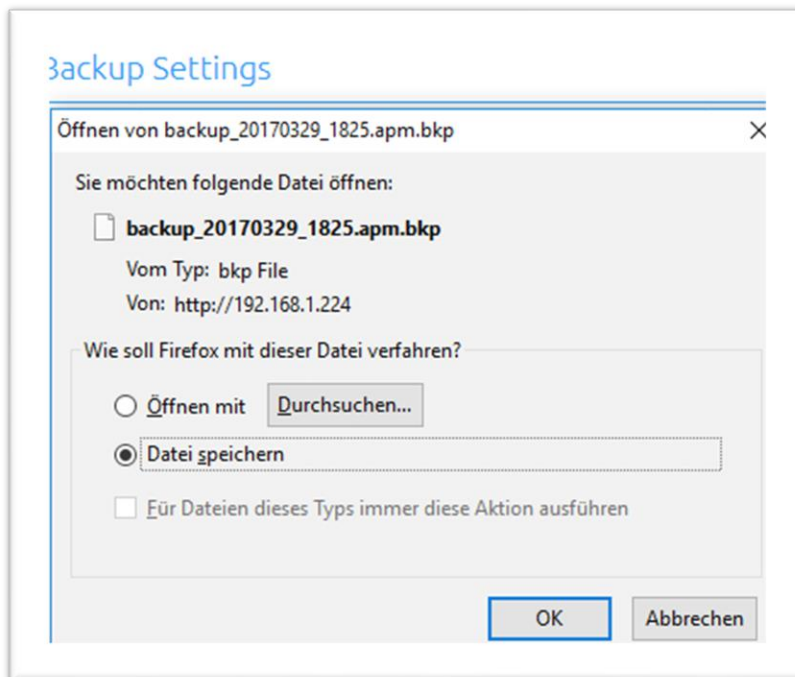 Backup Settings
Öffnen von backup_20170329_1825.apm.bkp
Sie möchten folgende Datei öffnen:
backup_20170329_1825.apm.bkp
Vom Typ: bkp File
Von: http://192.168.1.224
Wie soll Firefox mit dieser Datei verfahren?
Öffnen mit Durchsuchen...
Datei speichern
Für Dateien dieses Typs immer diese Aktion ausführen
OK Abbrechen